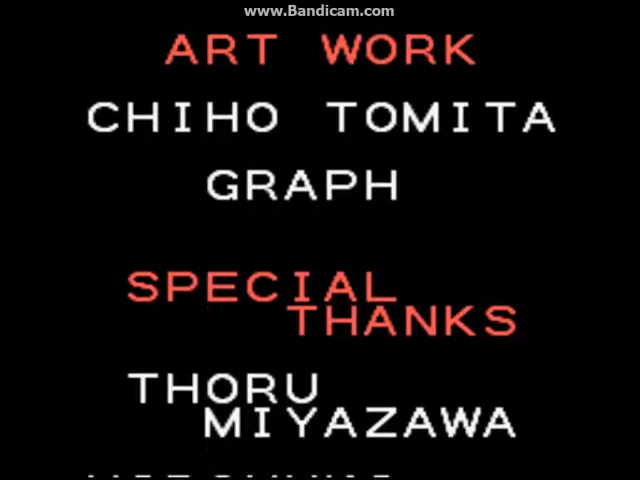 www.Bandicam.com
ART WORK
CHIHO TOMITA
GRAPH
SPECIAL
THANKS
THORU
MIYAZAWA